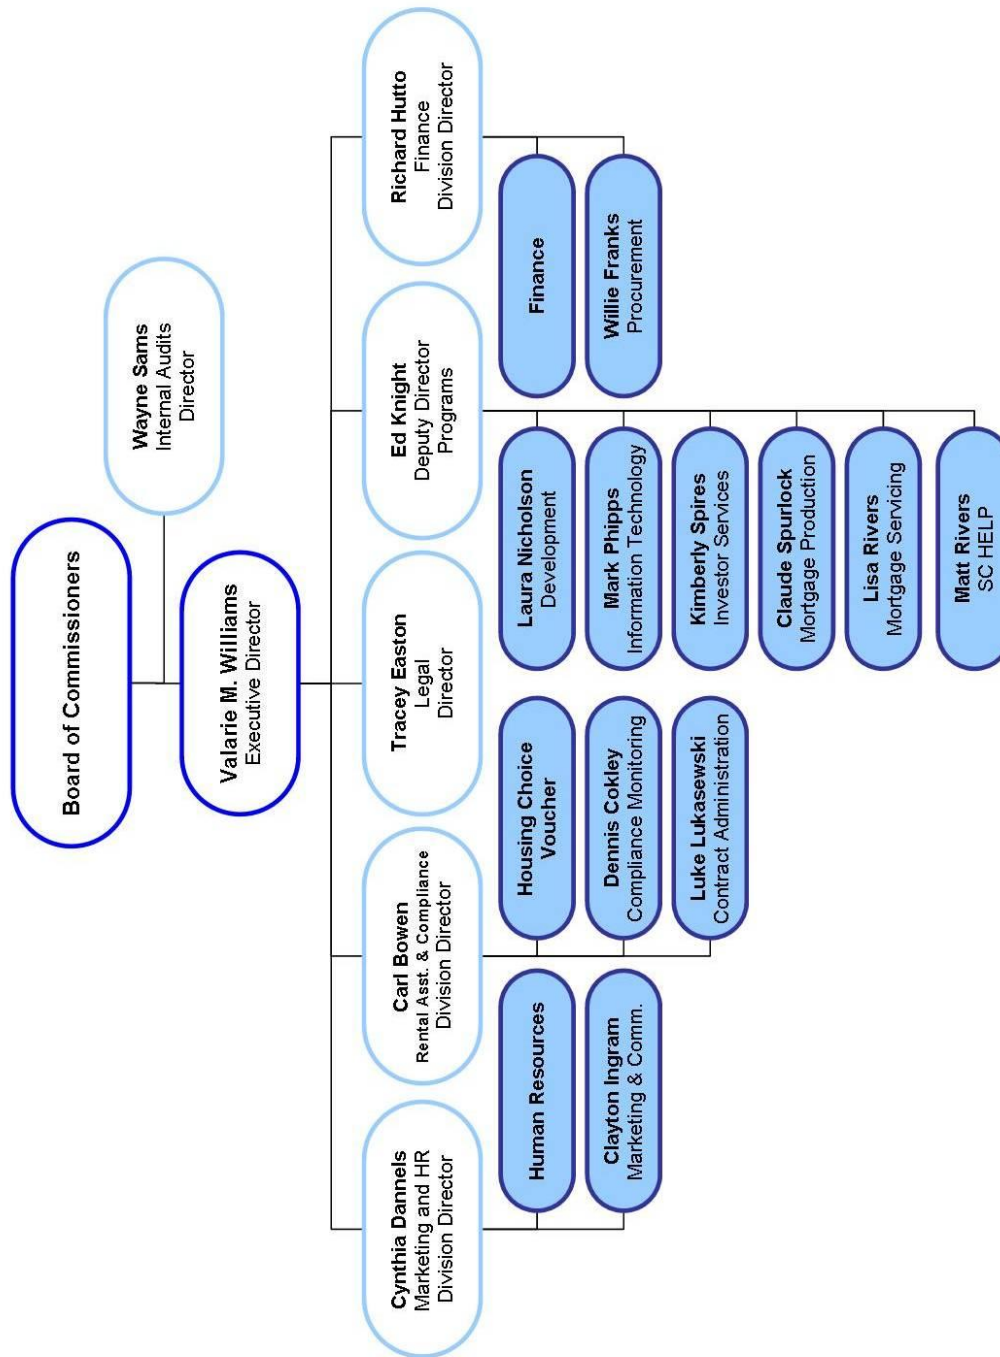 Board of Commissioners
Wayne Sams
Internal Audits
Director
Valarie M. Williams
Executive Director
Cynthia Dannels
Marketing and HR
Division Director
Carl Bowen
Rental Asst. & Compliance
Division Director
Tracey Easton
Legal
Director
Ed Knight
Deputy Director
Programs
Richard Hutto
Finance
Division Director
Human Resources
Clayton Ingram
Marketing & Comm.
Housing Choice
Voucher
Dennis Cokley
Compliance Monitoring
Luke Lukasewski
Contract Administration
Laura Nicholson
Development
Mark Phipps
Information Technology
Kimberly Spires
Investor Services
Claude Spurlock
Mortgage Production
Lisa Rivers
Mortgage Servicing
Matt Rivers
SC HELP
Finance
Willie Franks
Procurement